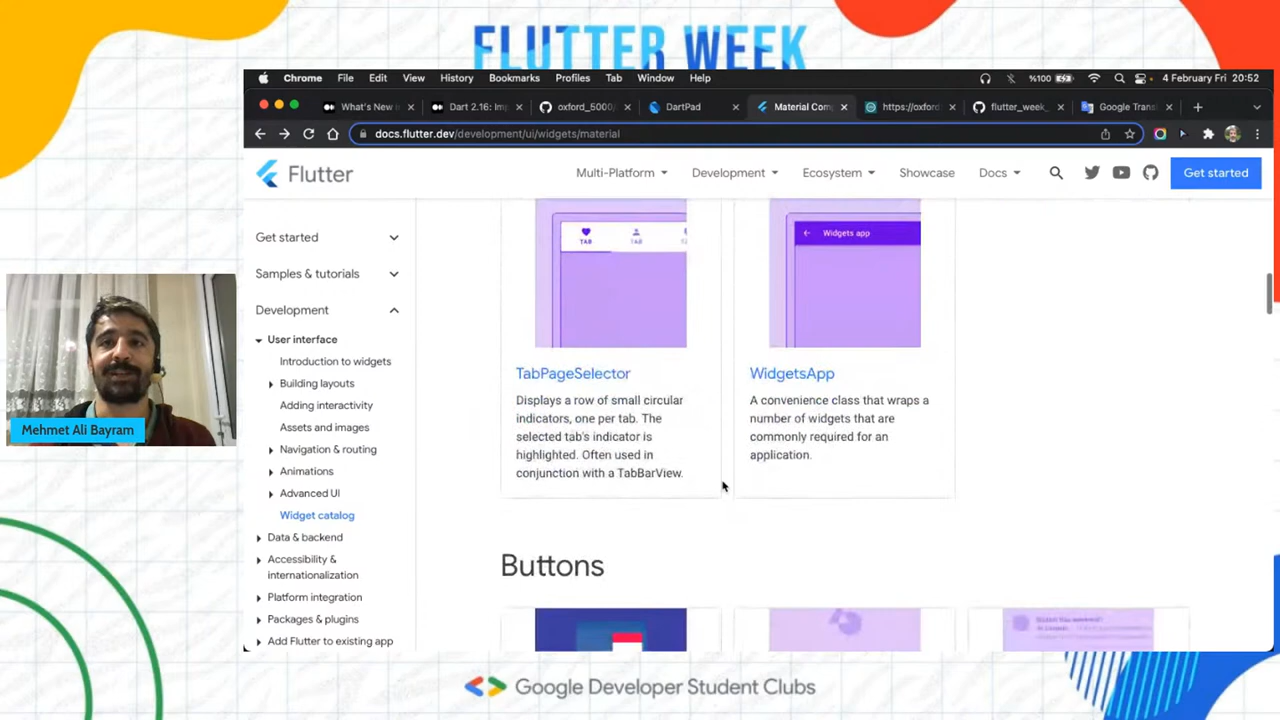 FLUTTER WEEK
Chrome File Edit View History Bookmarks Profiles Tab Window Help
%100
4 February Fri 20:52
What's New i
Dart 2.16: Im
oxford_5000/
DartPad
Material Com
https://oxford
flutter_week_
Google Trans
docs.flutter.dev/development/ui/widgets/material
Flutter
Multi-Platform
Development
Ecosystem
Showcase
Docs
Get started
Get started
Samples & tutorials
Development
User interface
Introduction to widgets
Building layouts
Adding interactivity
Assets and images
Navigation & routing
Animations
Advanced UI
Widget catalog
Data & backend
Accessibility &
internationalization
Platform integration
Packages & plugins
Add Flutter to existing app
TAB TAB
TabPageSelector
Displays a row of small circular
indicators, one per tab. The
selected tab's indicator is
highlighted. Often used in
conjunction with a TabBarView.
Widgets app
WidgetsApp
A convenience class that wraps a
number of widgets that are
commonly required for an
application.
Buttons
Mehmet Ali Bayram
Google Developer Student Clubs